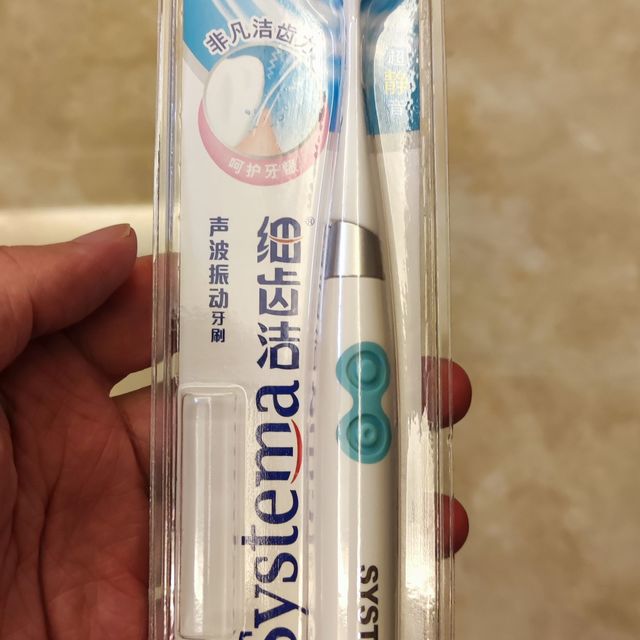 非凡洁齿力
呵护牙龈
超静音
细齿洁®
声波振动牙刷
Systema
SYST